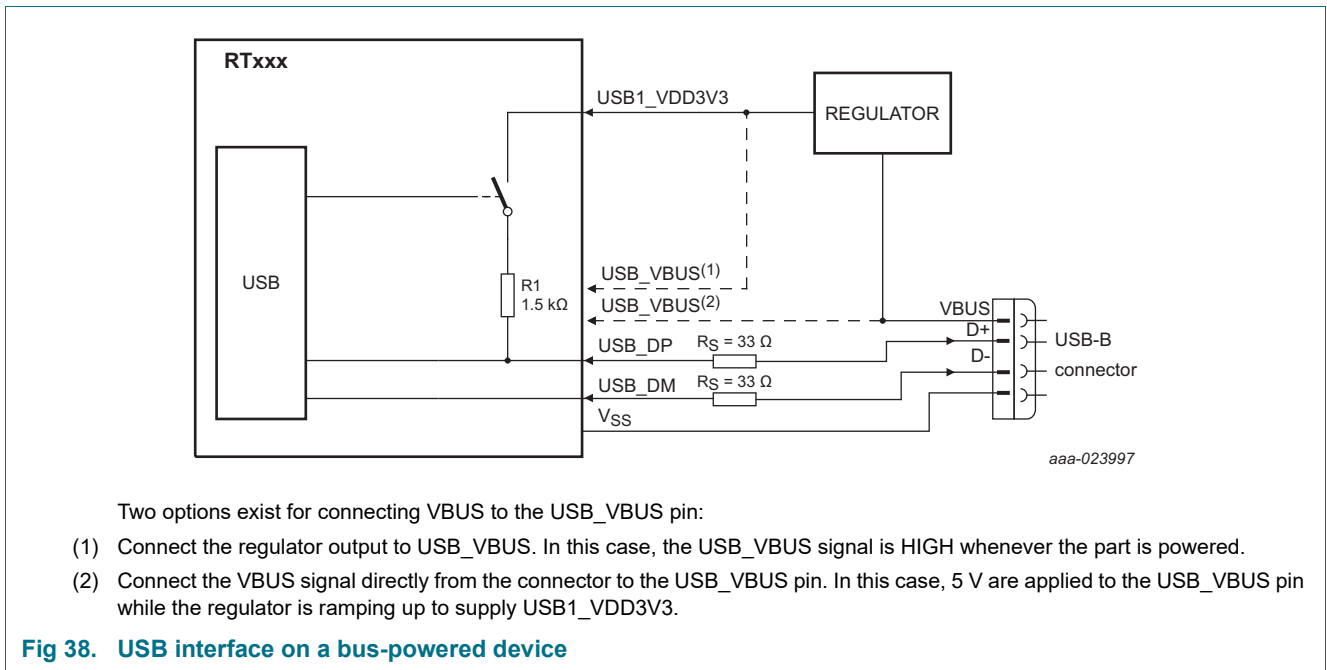 RTxxx
USB1_VDD3V3
REGULATOR
USB
R1
1.5 kΩ
USB_VBUS(1)
USB_VBUS(2)
VBUS
D+
USB_DP
RS = 33 Ω
USB-B
D-
connector
USB_DM
RS = 33 Ω
VSS
aaa-023997
Two options exist for connecting VBUS to the USB_VBUS pin:
(1) Connect the regulator output to USB_VBUS. In this case, the USB_VBUS signal is HIGH whenever the part is powered.
(2) Connect the VBUS signal directly from the connector to the USB_VBUS pin. In this case, 5 V are applied to the USB_VBUS pin
while the regulator is ramping up to supply USB1_VDD3V3.
Fig 38. USB interface on a bus-powered device